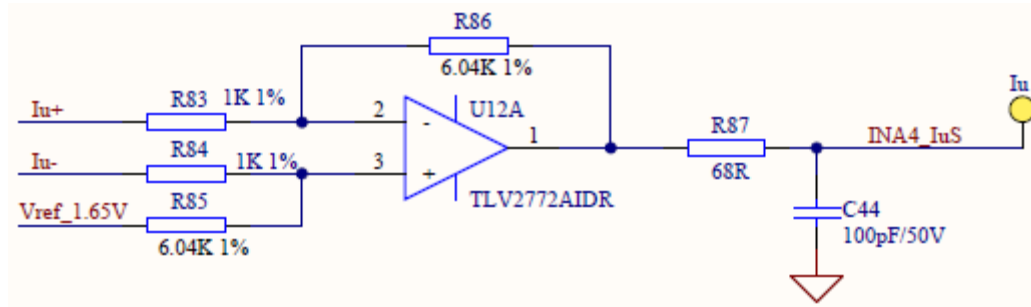 R86
6.04K 1%
Iu+
R83
1K 1%
2
-
U12A
1
Iu
R87
INA4_IuS
68R
Iu-
R84
1K 1%
3
+
TLV2772AIDR
Vref_1.65V
R85
6.04K 1%
C44
100pF/50V